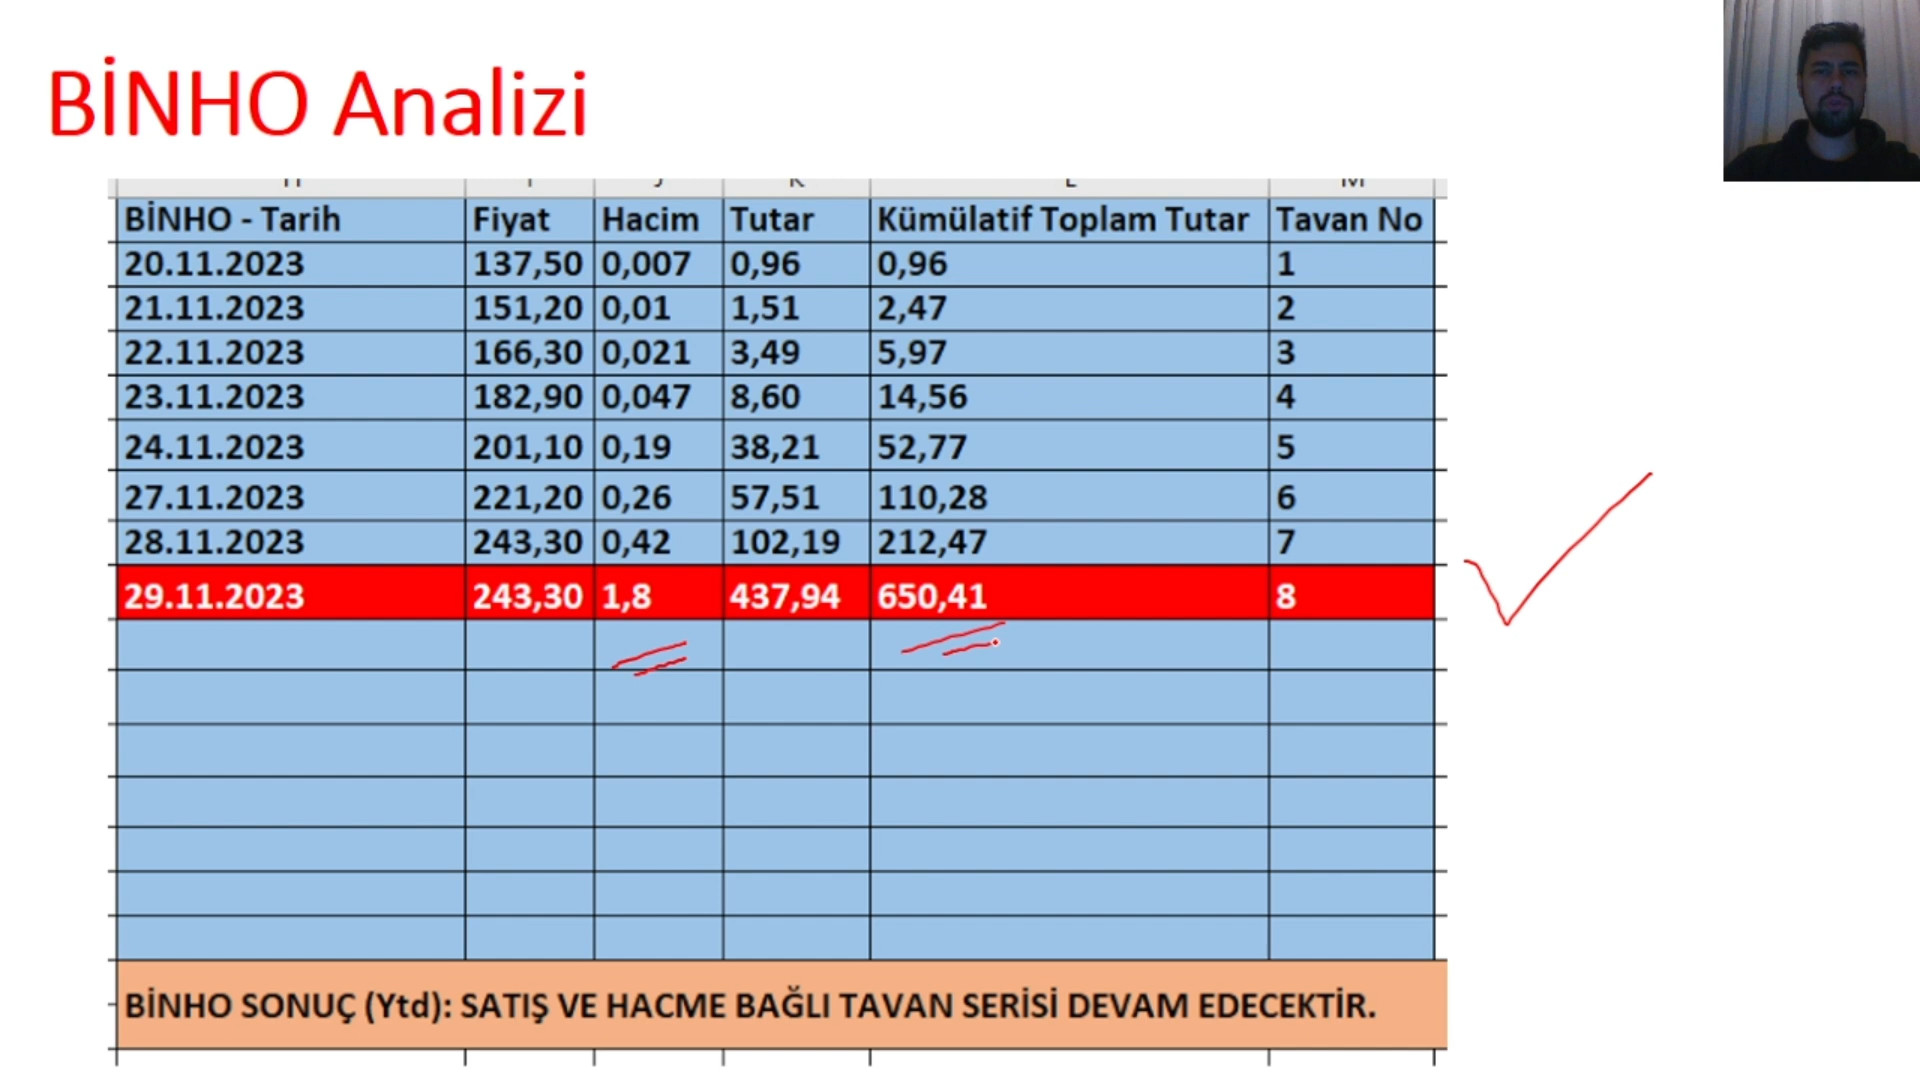 BİNHO Analizi
H I J K L M
BİNHO - Tarih Fiyat Hacim Tutar Kümülatif Toplam Tutar Tavan No
20.11.2023 137,50 0,007 0,96 0,96 1
21.11.2023 151,20 0,01 1,51 2,47 2
22.11.2023 166,30 0,021 3,49 5,97 3
23.11.2023 182,90 0,047 8,60 14,56 4
24.11.2023 201,10 0,19 38,21 52,77 5
27.11.2023 221,20 0,26 57,51 110,28 6
28.11.2023 243,30 0,42 102,19 212,47 7
29.11.2023 243,30 1,8 437,94 650,41 8
BİNHO SONUÇ (Ytd): SATIŞ VE HACME BAĞLI TAVAN SERİSİ DEVAM EDECEKTİR.